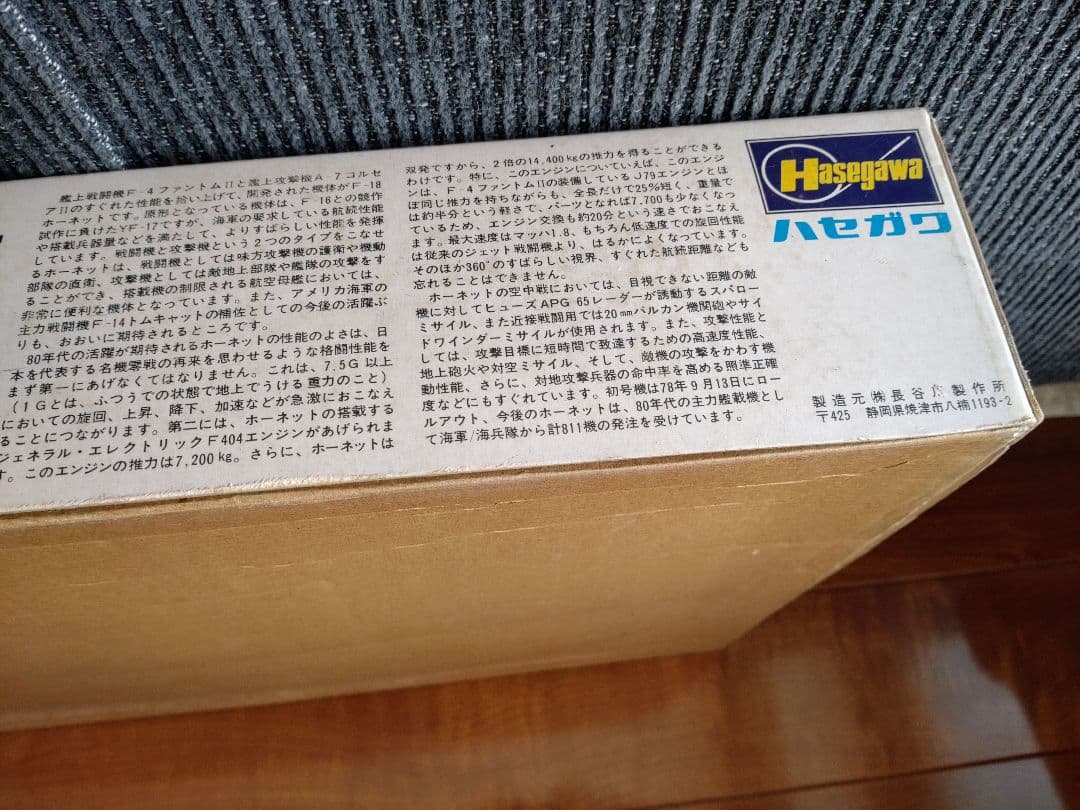 艦上戦闘機F-4ファントムIIと艦上攻撃機A-7コルセ
アIIのすぐれた性能を拾い上げて、開発された機体がF-18
ホーネットです。原形となっている機体は、F-16との競作
試作に負けたYF-17ですが、海軍の要求している航続性能
や搭載兵器量などを満たして、よりすばらしい性能を発揮
しています。戦闘機と攻撃機という2つのタイプをこなせ
るホーネットは、戦闘機としては味方攻撃機の護衛や機動
部隊の直衛、攻撃機としては敵地上部隊や艦隊の攻撃をす
ることができ、搭載機の制限される航空母艦においては、
非常に便利な機体となっています。また、アメリカ海軍の
主力戦闘機F-14トムキャットの補佐としての今後の活躍ぶ
りも、おおいに期待されるところです。
80年代の活躍が期待されるホーネットの性能のよさは、日
本を代表する名機零戦の再来を思わせるような格闘性能を
まず第一にあげなくてはなりません。これは、7.5G以上
(1Gとは、ふつうでの状態で地上でうける重力のこと)
においての旋回、上昇、降下、加速などが急激におこなえ
ることにつながります。第二には、ホーネットの搭載する
ジェネラル・エレクトリックF404エンジンがあげられま
す。このエンジンの推力は7,200kg。さらに、ホーネットは
双発ですから、2倍の14,400kgの推力を得ることができる
わけです。特に、このエンジンについていえば、このエンジ
ンは、F-4ファントムIIの装備しているJ79エンジンとほ
ぼ同じ推力を持ちながらも、全長だけで25%短く、重量で
は約半分という軽さで、パーツとなれば7,700も少なくなっ
ているため、エンジン交換も約20分という速さでおこなえ
ます。最大速度はマッハ1.8、もちろん低速度での旋回性能
は従来のジェット戦闘機より、はるかによくなっています。
そのほか360°のすばらしい視界、すぐれた航続距離なども
忘れることはできません。
ホーネットの空中戦においては、目視できない距離の敵
機に対してヒューズAPG 65レーダーが誘動するスパロー
ミサイル、また近接戦闘用では20mmバルカン機関砲やサイ
ドワインダーミサイルが使用されます。また、攻撃性能と
しては、攻撃目標に短時間で致達するための高速度性能、
地上砲火や対空ミサイル、そして、敵機の攻撃をかわす機
動性能、さらに、対地攻撃兵器の命中率を高める照準正確
度などにもすぐれています。初号機は78年9月13日にロー
ルアウト、今後のホーネットは、80年代の主力艦載機とし
て海軍/海兵隊から計811機の発注を受けています。
Hasegawa
ハセガワ
製造元(株)長谷川製作所
〒425 静岡県焼津市八楠1193-2